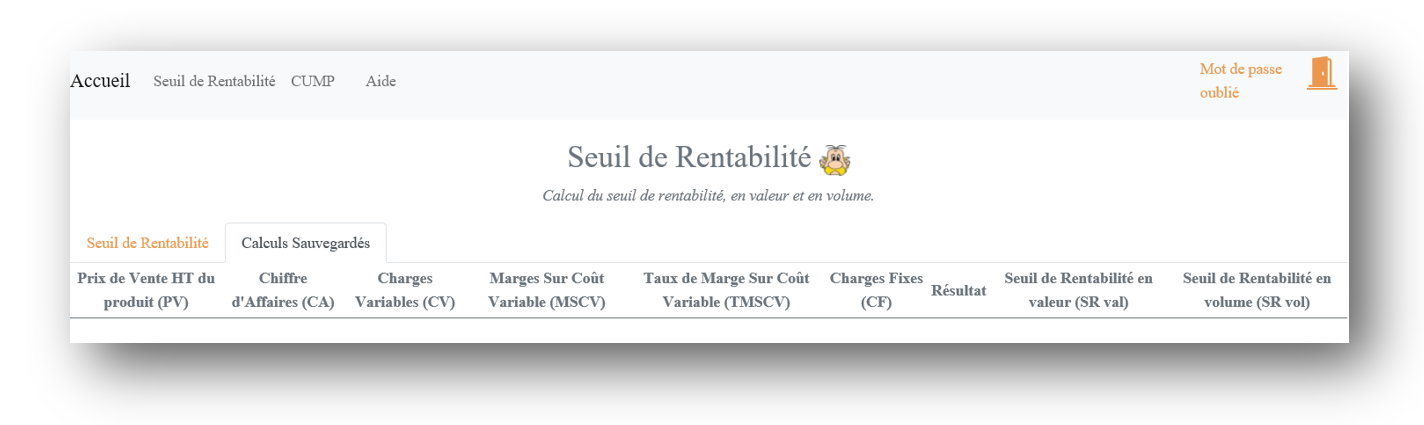 Accueil Seuil de Rentabilité CUMP Aide
Mot de passe
oublié
Seuil de Rentabilité
Calcul du seuil de rentabilité, en valeur et en volume.
Seuil de Rentabilité Calculs Sauvegardés
Prix de Vente HT du
produit (PV)
Chiffre
d'Affaires (CA)
Charges
Variables (CV)
Marges Sur Coût
Variable (MSCV)
Taux de Marge Sur Coût
Variable (TMSCV)
Charges Fixes
(CF)
Résultat
Seuil de Rentabilité en
valeur (SR val)
Seuil de Rentabilité en
volume (SR vol)